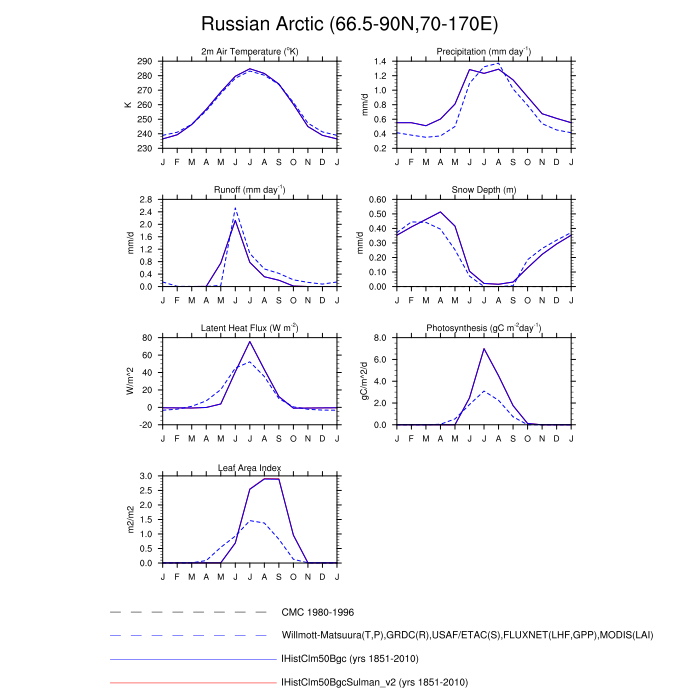 Russian Arctic (66.5-90N,70-170E)
2m Air Temperature (°K)
K
290
280
270
260
250
240
230
J F M A M J J A S O N D J
Precipitation (mm day-1)
mm/d
1.4
1.2
1.0
0.8
0.6
0.4
0.2
J F M A M J J A S O N D J
Runoff (mm day-1)
mm/d
2.8
2.4
2.0
1.6
1.2
0.8
0.4
0.0
J F M A M J J A S O N D J
Snow Depth (m)
mm/d
0.60
0.50
0.40
0.30
0.20
0.10
0.00
J F M A M J J A S O N D J
Latent Heat Flux (W m-2)
W/m^2
80
60
40
20
0
-20
J F M A M J J A S O N D J
Photosynthesis (gC m-2day-1)
gC/m^2/d
8.0
6.0
4.0
2.0
0.0
J F M A M J J A S O N D J
Leaf Area Index
m2/m2
3.0
2.5
2.0
1.5
1.0
0.5
0.0
J F M A M J J A S O N D J
CMC 1980-1996
Willmott-Matsuura(T,P),GRDC(R),USAF/ETAC(S),FLUXNET(LHF,GPP),MODIS(LAI)
IHistClm50Bgc (yrs 1851-2010)
IHistClm50BgcSulman_v2 (yrs 1851-2010)